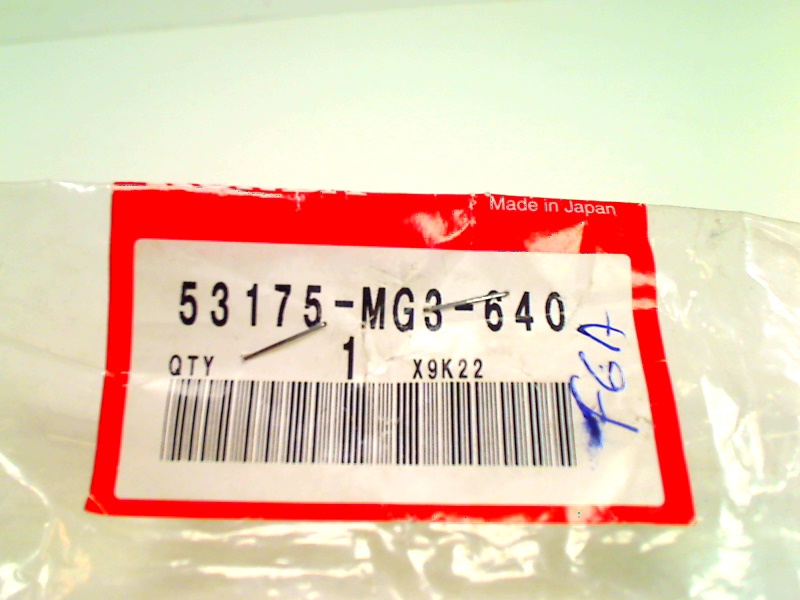 Made in Japan
53175-MG3-640
QTY 1 X9K22
F6A